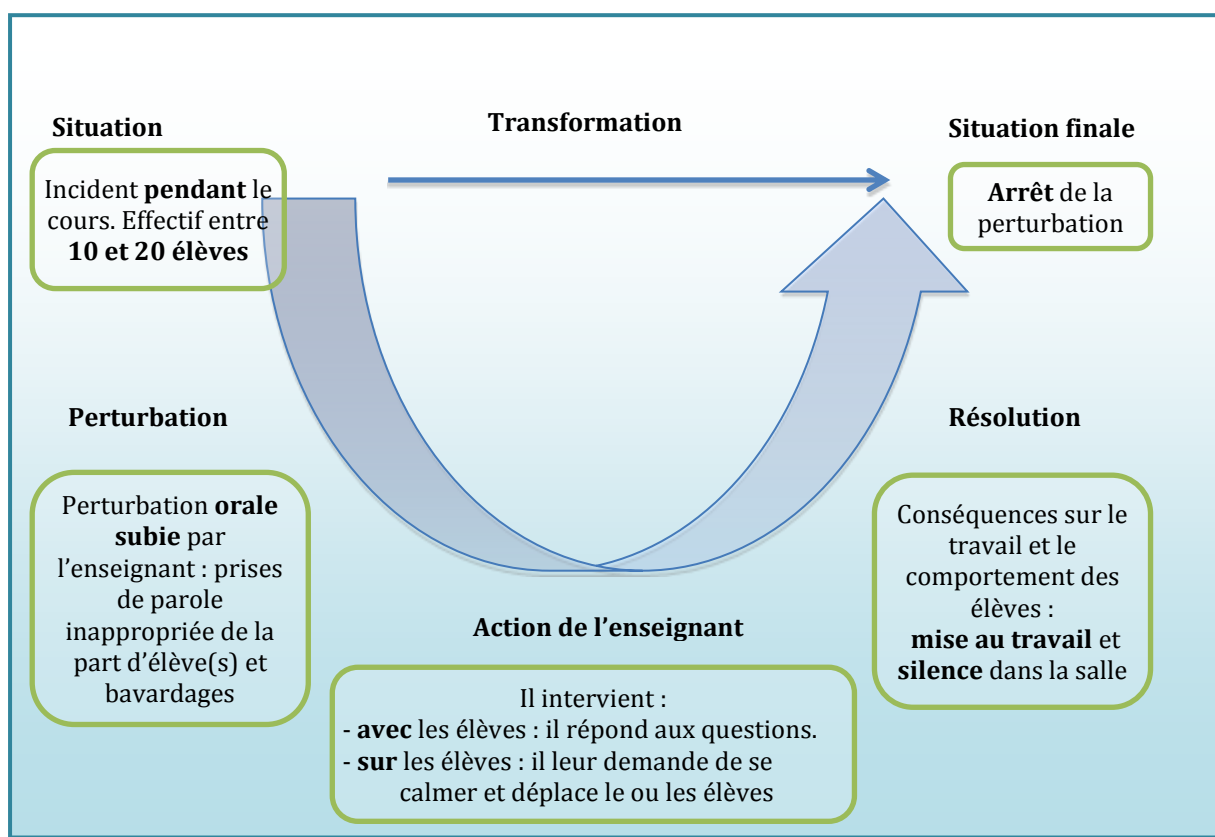 Situation
Incident pendant le
cours. Effectif entre
10 et 20 élèves
Transformation
Situation finale
Arrêt de la
perturbation
Perturbation
Perturbation orale
subie par
l’enseignant : prises
de parole
inappropriée de la
part d’élève(s) et
bavardages
Action de l’enseignant
Il intervient :
- avec les élèves : il répond aux questions.
- sur les élèves : il leur demande de se
calmer et déplace le ou les élèves
Résolution
Conséquences sur le
travail et le
comportement des
élèves :
mise au travail et
silence dans la salle